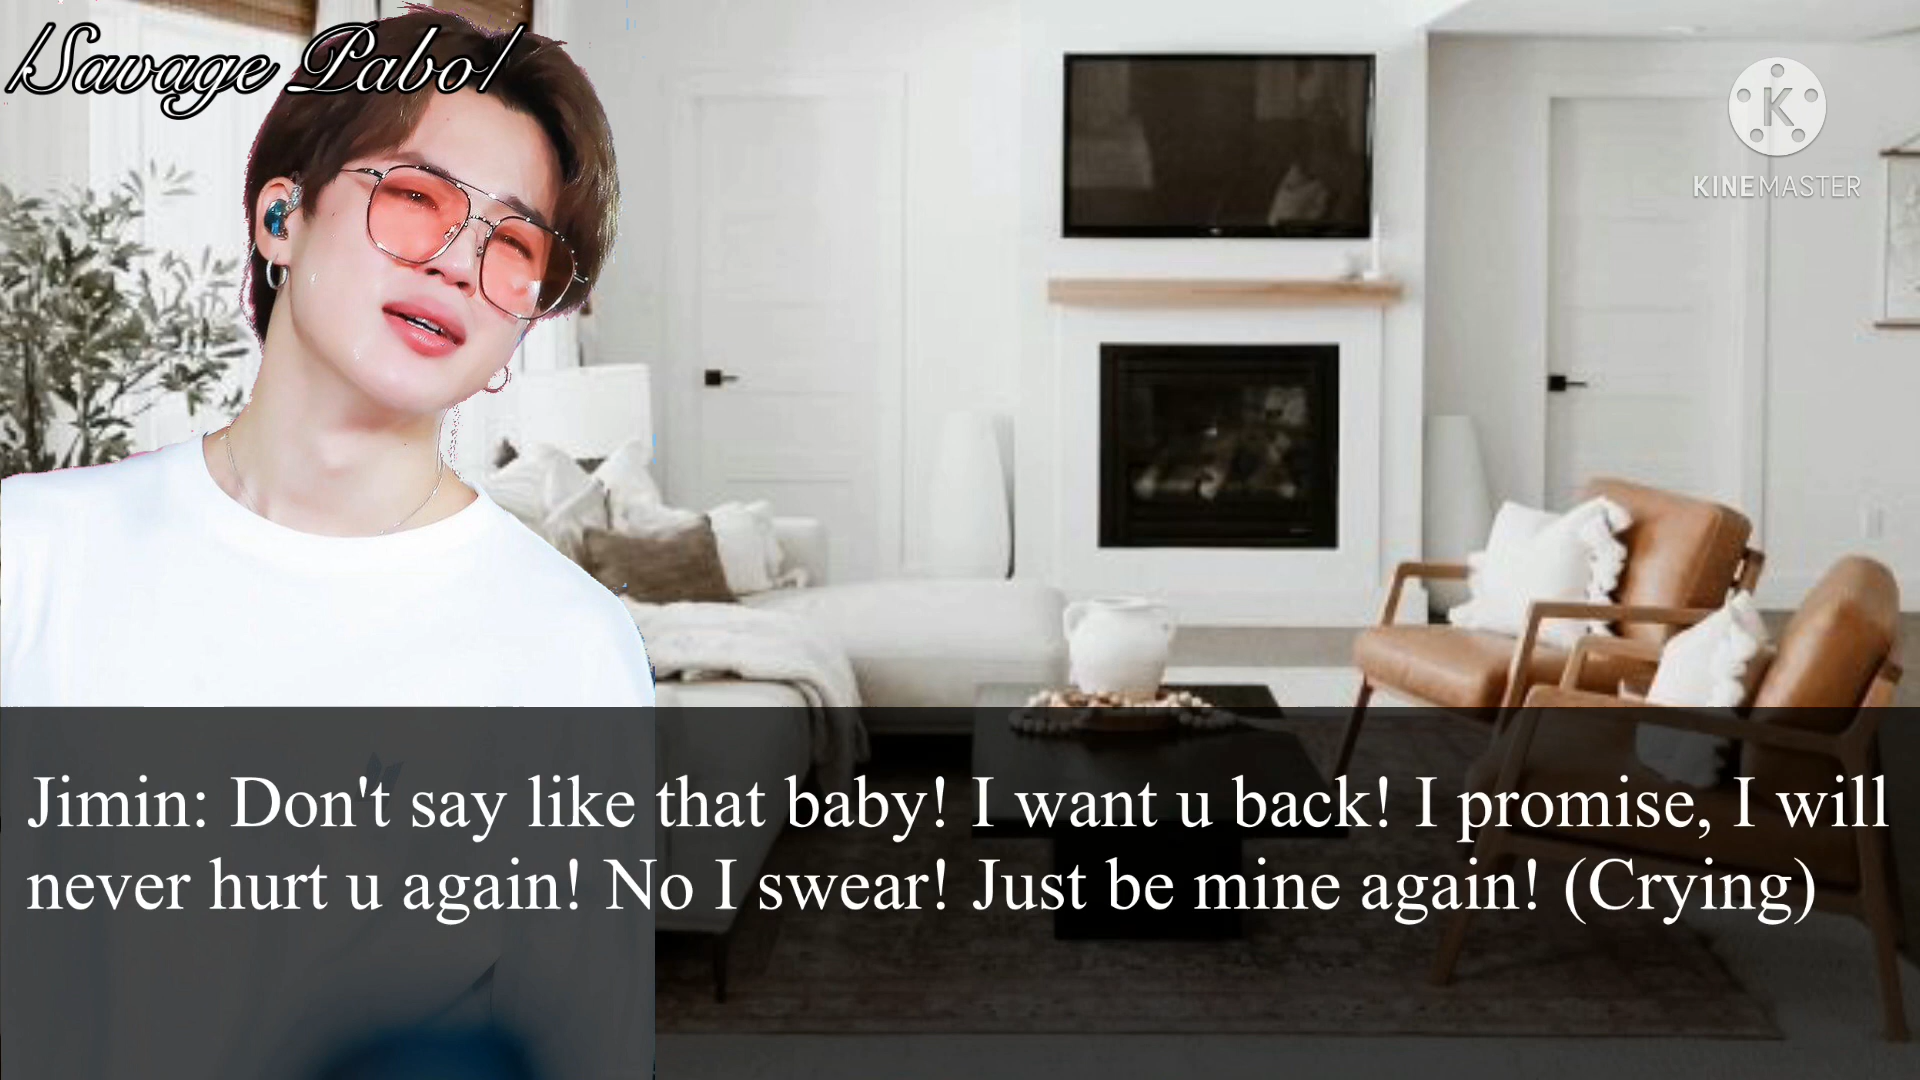 /Savage Pabo/
KINEMASTER
Jimin: Don't say like that baby! I want u back! I promise, I will
never hurt u again! No I swear! Just be mine again! (Crying)